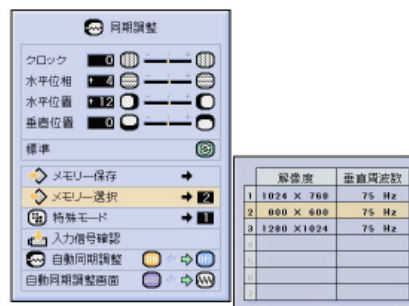 同期調整
クロック 0
水平位相 + 4
水平位置 + 12
垂直位置 0
標準
メモリー保存
メモリー選択 2
特殊モード 1
入力信号確認
自動同期調整
自動同期調整画面
解像度 垂直周波数
1 1024 × 768 75 Hz
2 800 × 600 75 Hz
3 1280 ×1024 75 Hz
4
5
6
7